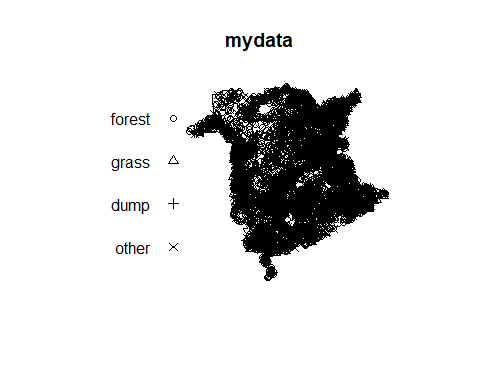 mydata
forest
grass
dump
other